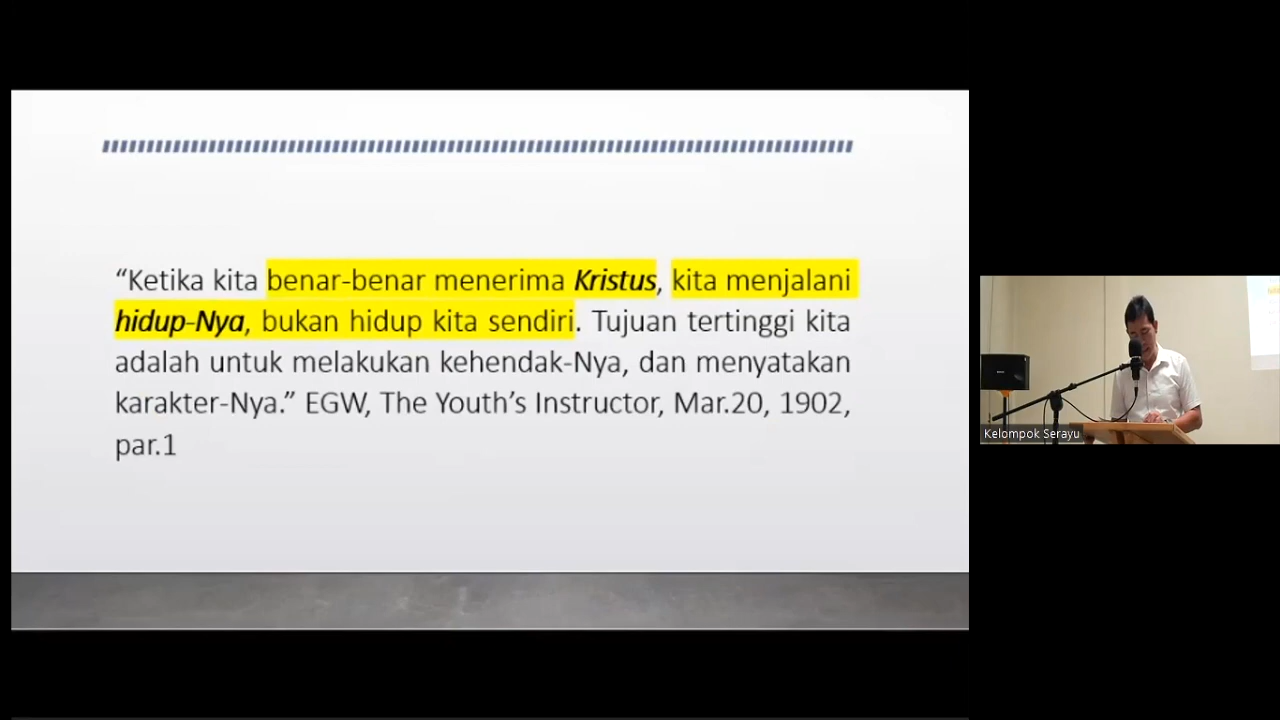 “Ketika kita benar-benar menerima Kristus, kita menjalani
hidup-Nya, bukan hidup kita sendiri. Tujuan tertinggi kita
adalah untuk melakukan kehendak-Nya, dan menyatakan
karakter-Nya.” EGW, The Youth’s Instructor, Mar.20, 1902,
par.1
Kelompok Serayu